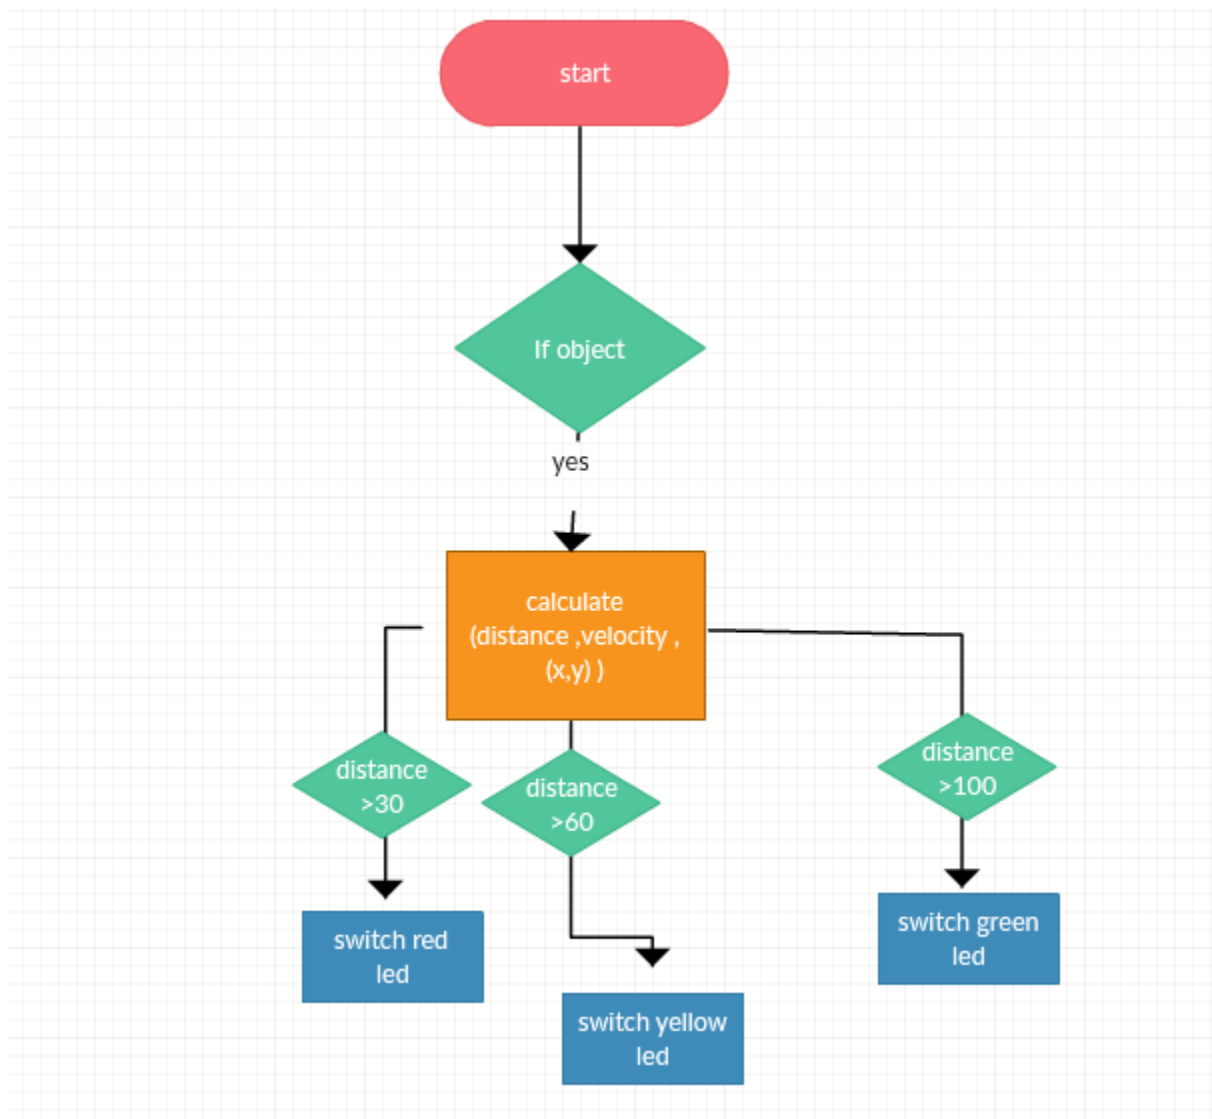 start
If object
yes
calculate
(distance ,velocity ,
(x,y) )
distance
>30
distance
>60
distance
>100
switch red
led
switch yellow
led
switch green
led